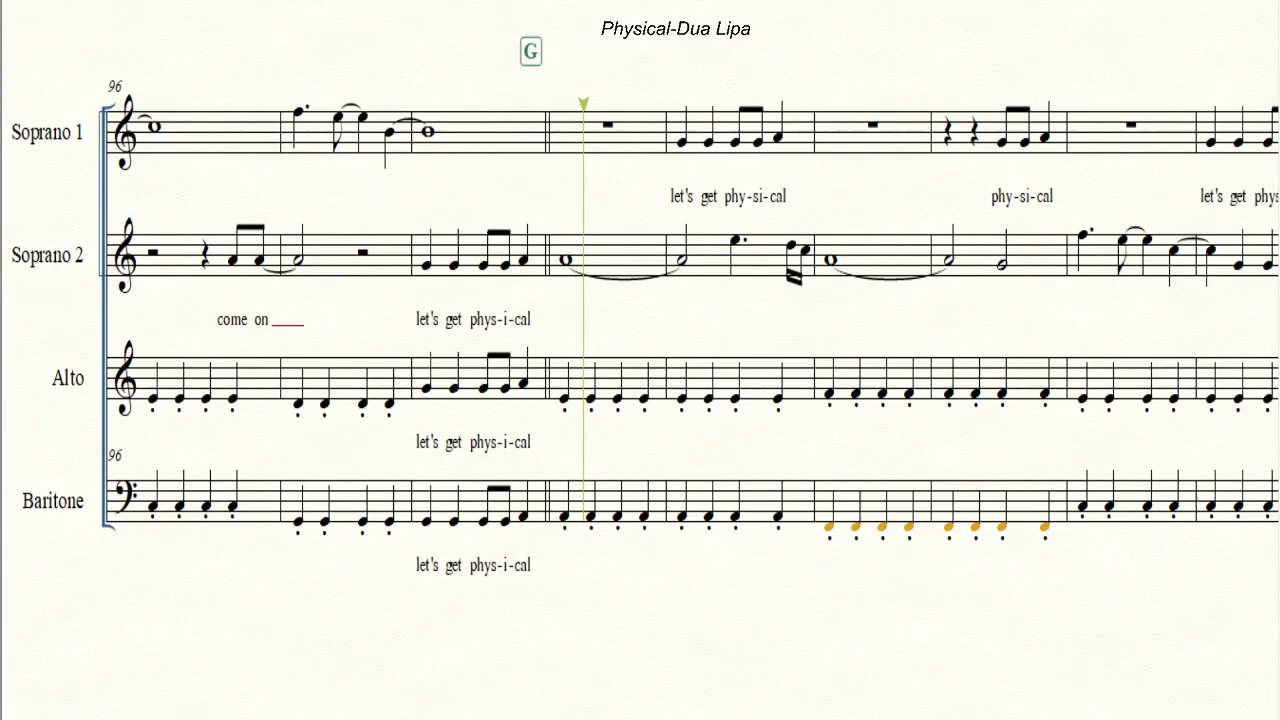 Physical-Dua Lipa
G
96
Soprano 1
let's get phy-si-cal phy-si-cal let's get phys
Soprano 2
come on let's get phys-i-cal
Alto
let's get phys-i-cal
96
Baritone
let's get phys-i-cal